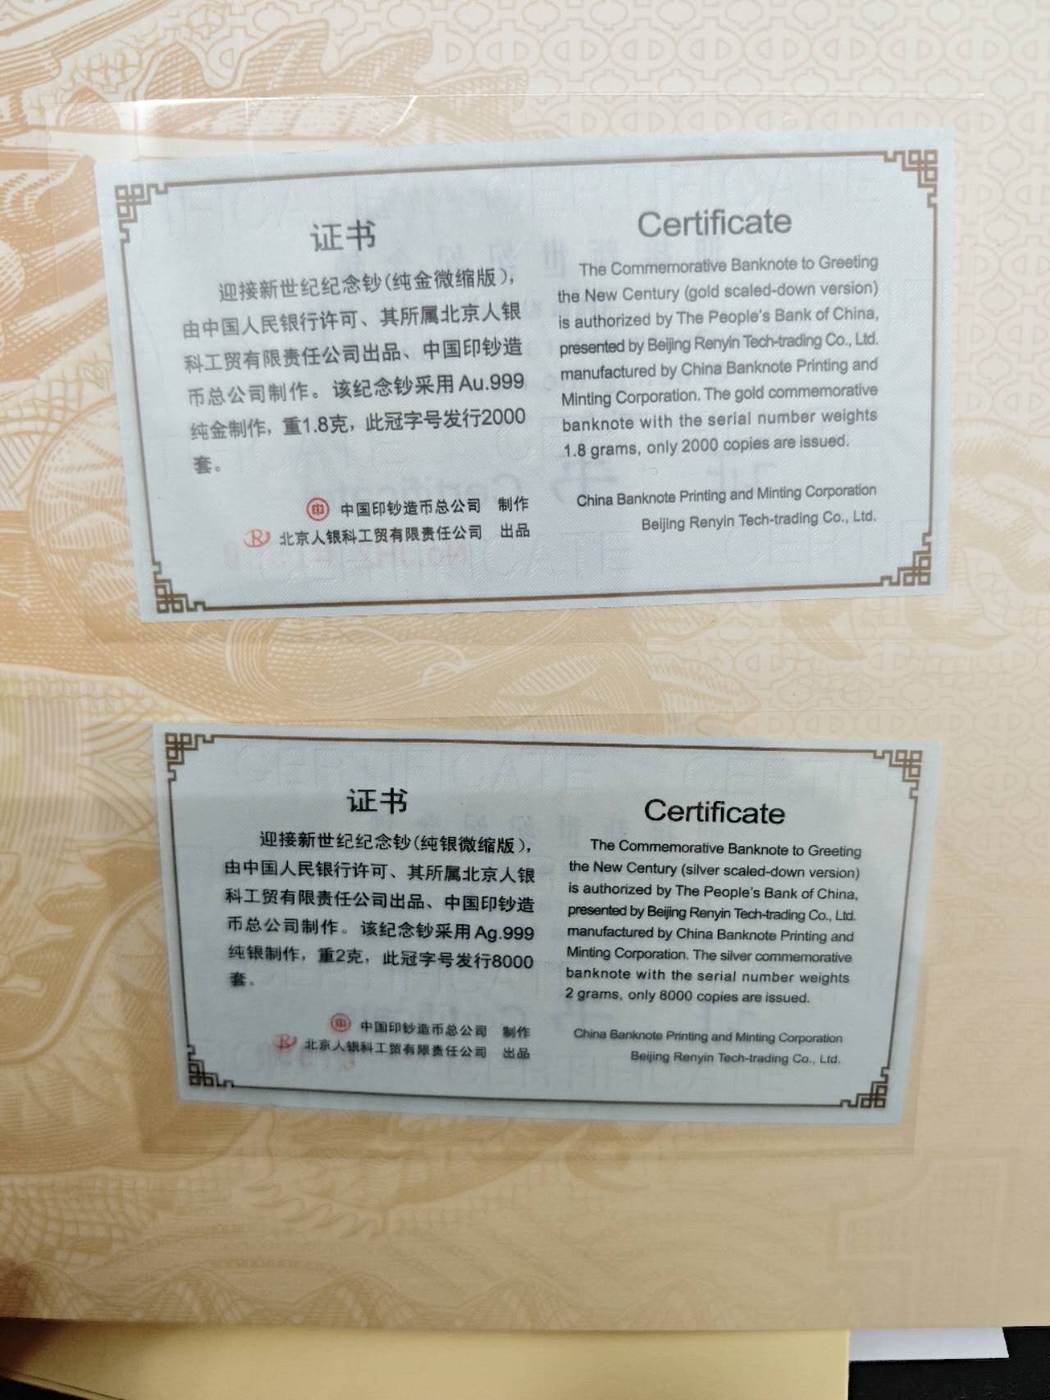 证书
迎接新世纪纪念钞(纯金微缩版),
由中国人民银行许可、其所属北京人银
科工贸有限责任公司出品、中国印钞造
币总公司制作。该纪念钞采用Au.999
纯金制作，重1.8克，此冠字号发行2000
套。
中国印钞造币总公司 制作
北京人银科工贸有限责任公司 出品
Certificate
The Commemorative Banknote to Greeting
the New Century (gold scaled-down version)
is authorized by The People's Bank of China,
presented by Beijing Renyin Tech-trading Co., Ltd.
manufactured by China Banknote Printing and
Minting Corporation. The gold commemorative
banknote with the serial number weights
1.8 grams, only 2000 copies are issued.
China Banknote Printing and Minting Corporation
Beijing Renyin Tech-trading Co., Ltd.
证书
迎接新世纪纪念钞(纯银微缩版),
由中国人民银行许可、其所属北京人银
科工贸有限责任公司出品、中国印钞造
币总公司制作。该纪念钞采用Ag.999
纯银制作，重2克，此冠字号发行8000
套。
中国印钞造币总公司 制作
北京人银科工贸有限责任公司 出品
Certificate
The Commemorative Banknote to Greeting
the New Century (silver scaled-down version)
is authorized by The People's Bank of China,
presented by Beijing Renyin Tech-trading Co., Ltd.
manufactured by China Banknote Printing and
Minting Corporation. The silver commemorative
banknote with the serial number weights
2 grams, only 8000 copies are issued.
China Banknote Printing and Minting Corporation
Beijing Renyin Tech-trading Co., Ltd.